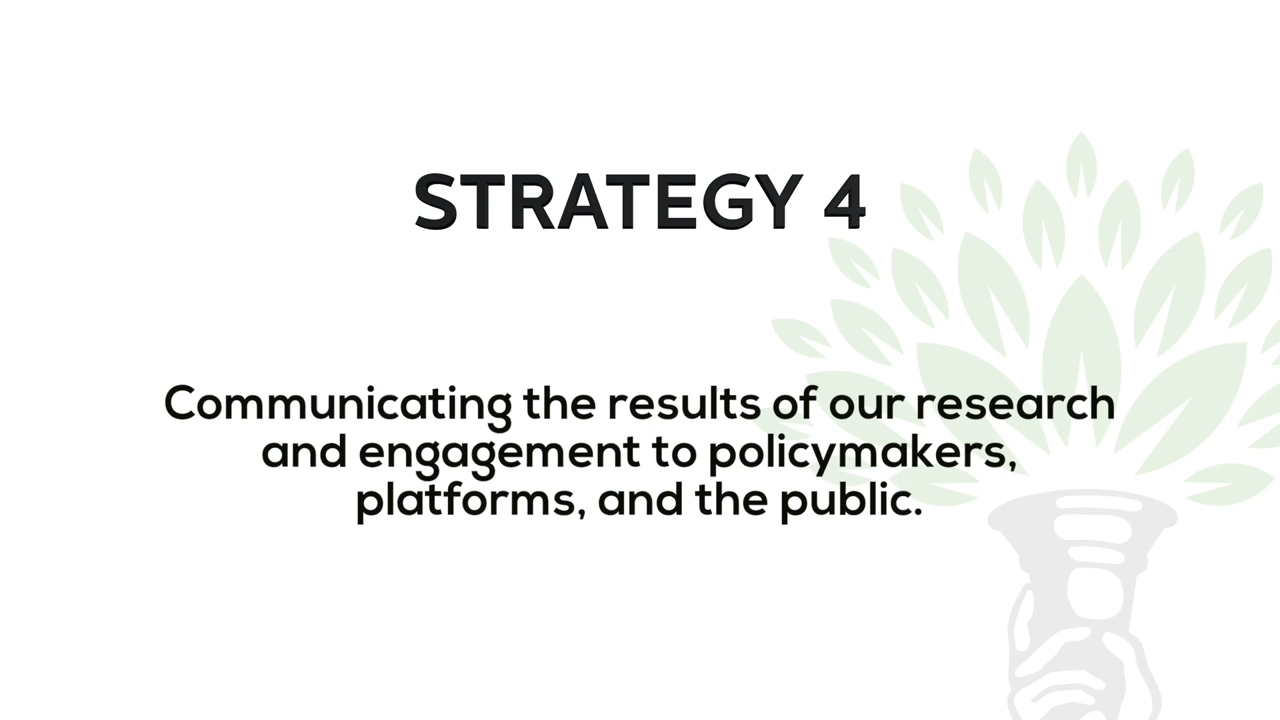 STRATEGY 4
Communicating the results of our research
and engagement to policymakers,
platforms, and the public.